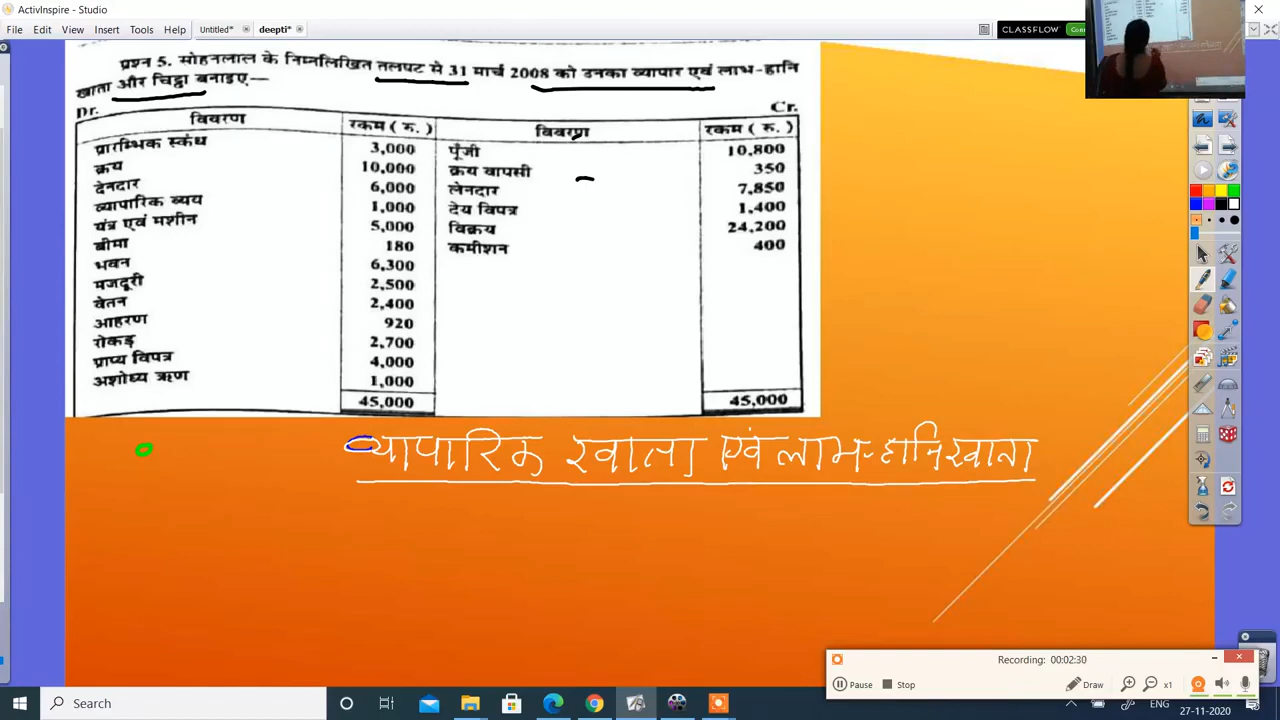 ActivInspire - Studio
File Edit View Insert Tools Help Untitled* deepti* CLASSFLOW
प्रश्न 5. सोहनलाल के निम्नलिखित तलपट से 31 मार्च 2008 को उनका व्यापार एवं लाभ-हानि
खाता और चिट्ठा बनाइए—
Dr. Cr.
विवरण रकम ( रु. ) विवरण रकम ( रु. )
प्रारम्भिक स्कंध 3,000 पूँजी 10,800
क्रय 10,000 क्रय वापसी 350
देनदार 6,000 लेनदार 7,850
व्यापारिक व्यय 1,000 देय विपत्र 1,400
यंत्र एवं मशीन 5,000 विक्रय 24,200
बीमा 180 कमीशन 400
भवन 6,300
मजदूरी 2,500
वेतन 2,400
आहरण 920
रोकड़ 2,700
प्राप्य विपत्र 4,000
अशोध्य ऋण 1,000
45,000 45,000
व्यापारिक खाता एवं लाभ-हानि खाता
Recording: 00:02:30
Pause Stop Draw x1
Search
ENG
27-11-2020